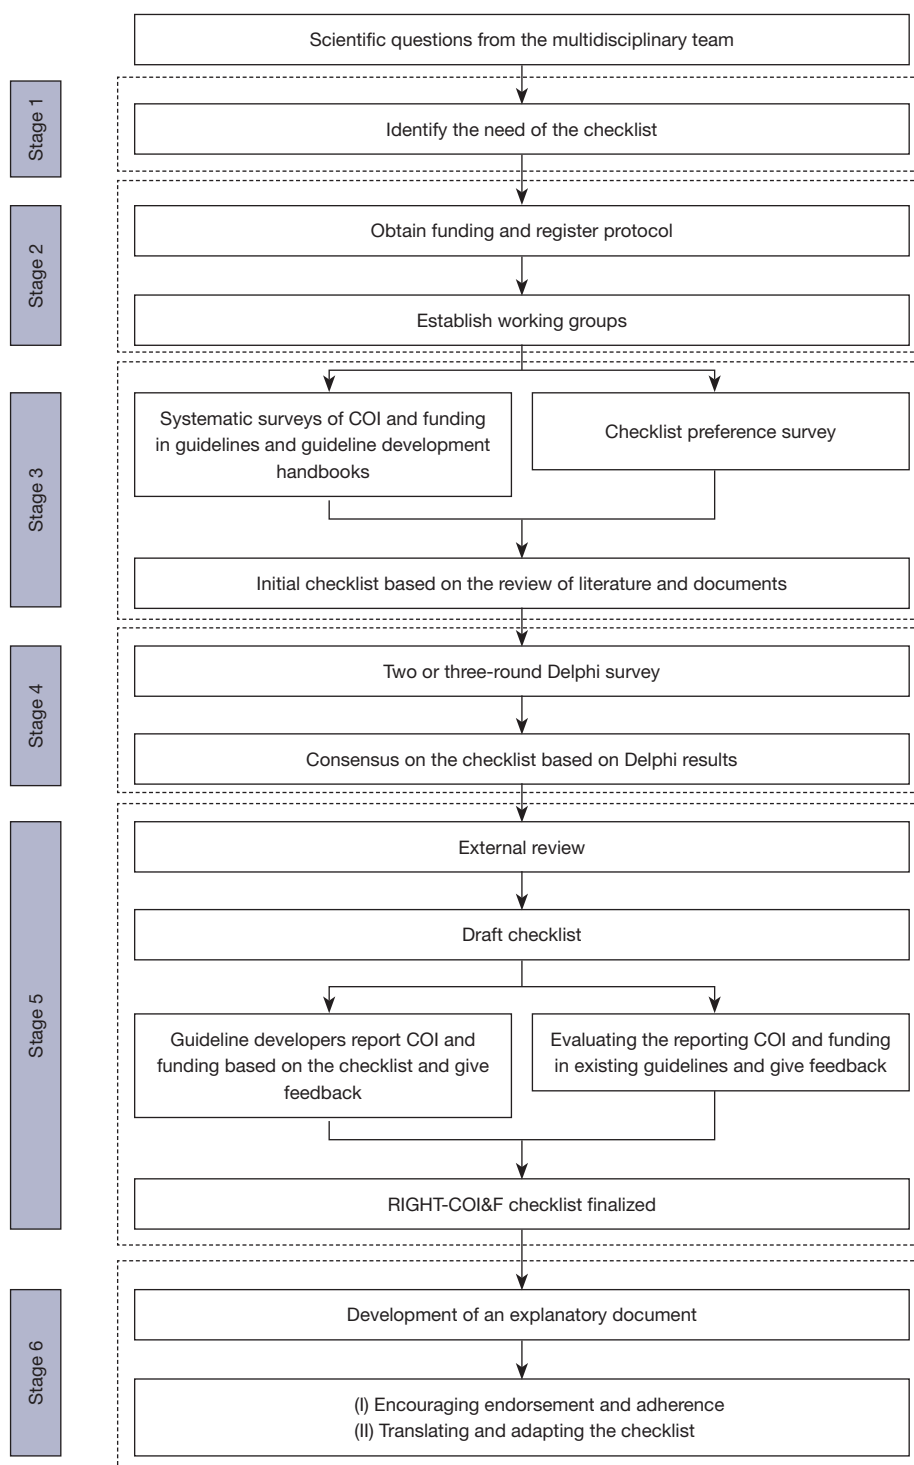 Scientific questions from the multidisciplinary team
Stage 1
Identify the need of the checklist
Stage 2
Obtain funding and register protocol
Establish working groups
Stage 3
Systematic surveys of COI and funding
in guidelines and guideline development
handbooks
Checklist preference survey
Initial checklist based on the review of literature and documents
Stage 4
Two or three-round Delphi survey
Consensus on the checklist based on Delphi results
Stage 5
External review
Draft checklist
Guideline developers report COI and
funding based on the checklist and give
feedback
Evaluating the reporting COI and funding
in existing guidelines and give feedback
RIGHT-COI&F checklist finalized
Stage 6
Development of an explanatory document
(I) Encouraging endorsement and adherence
(II) Translating and adapting the checklist